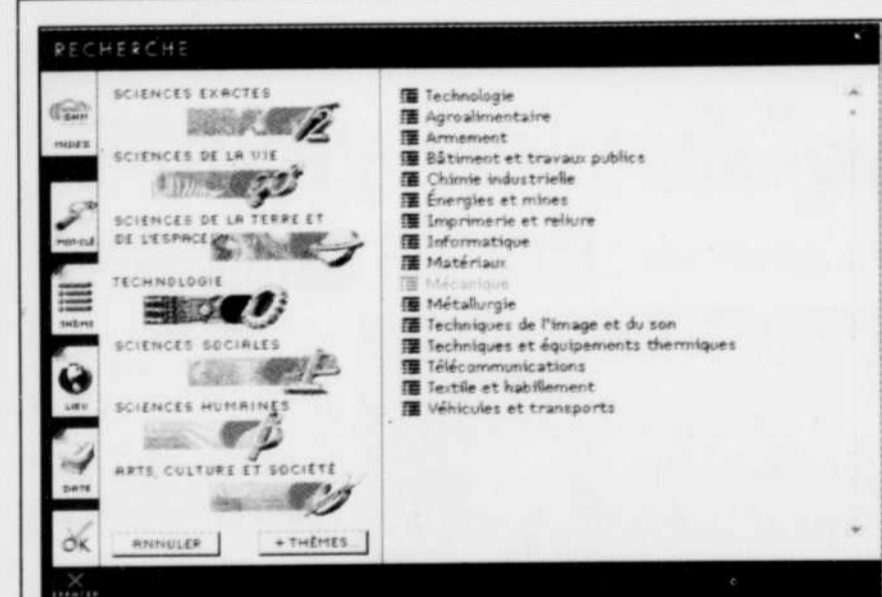 RECHERCHE
INDEX
MOT-CLÉ
THÈME
LIEU
DATE
OK
SCIENCES EXACTES
SCIENCES DE LA VIE
SCIENCES DE LA TERRE ET
DE L'ESPACE
TECHNOLOGIE
SCIENCES SOCIALES
SCIENCES HUMAINES
ARTS, CULTURE ET SOCIÉTÉ
ANNULER
+ THÈMES...
Technologie
Agroalimentaire
Armement
Bâtiment et travaux publics
Chimie industrielle
Énergies et mines
Imprimerie et reliure
Informatique
Matériaux
Mécanique
Métallurgie
Techniques de l'image et du son
Techniques et équipements thermiques
Télécommunications
Textile et habillement
Véhicules et transports